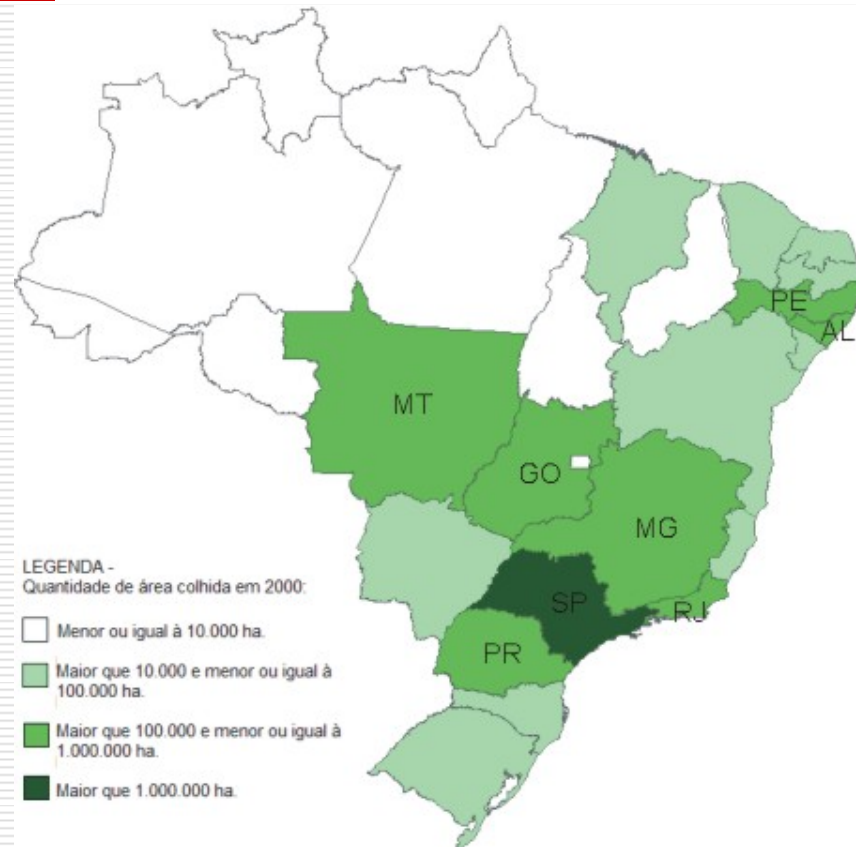 PE
AL
MT
GO
MG
SP
RJ
PR
LEGENDA -
Quantidade de área colhida em 2000:
Menor ou igual à 10.000 ha.
Maior que 10.000 e menor ou igual à
100.000 ha.
Maior que 100.000 e menor ou igual à
1.000.000 ha.
Maior que 1.000.000 ha.